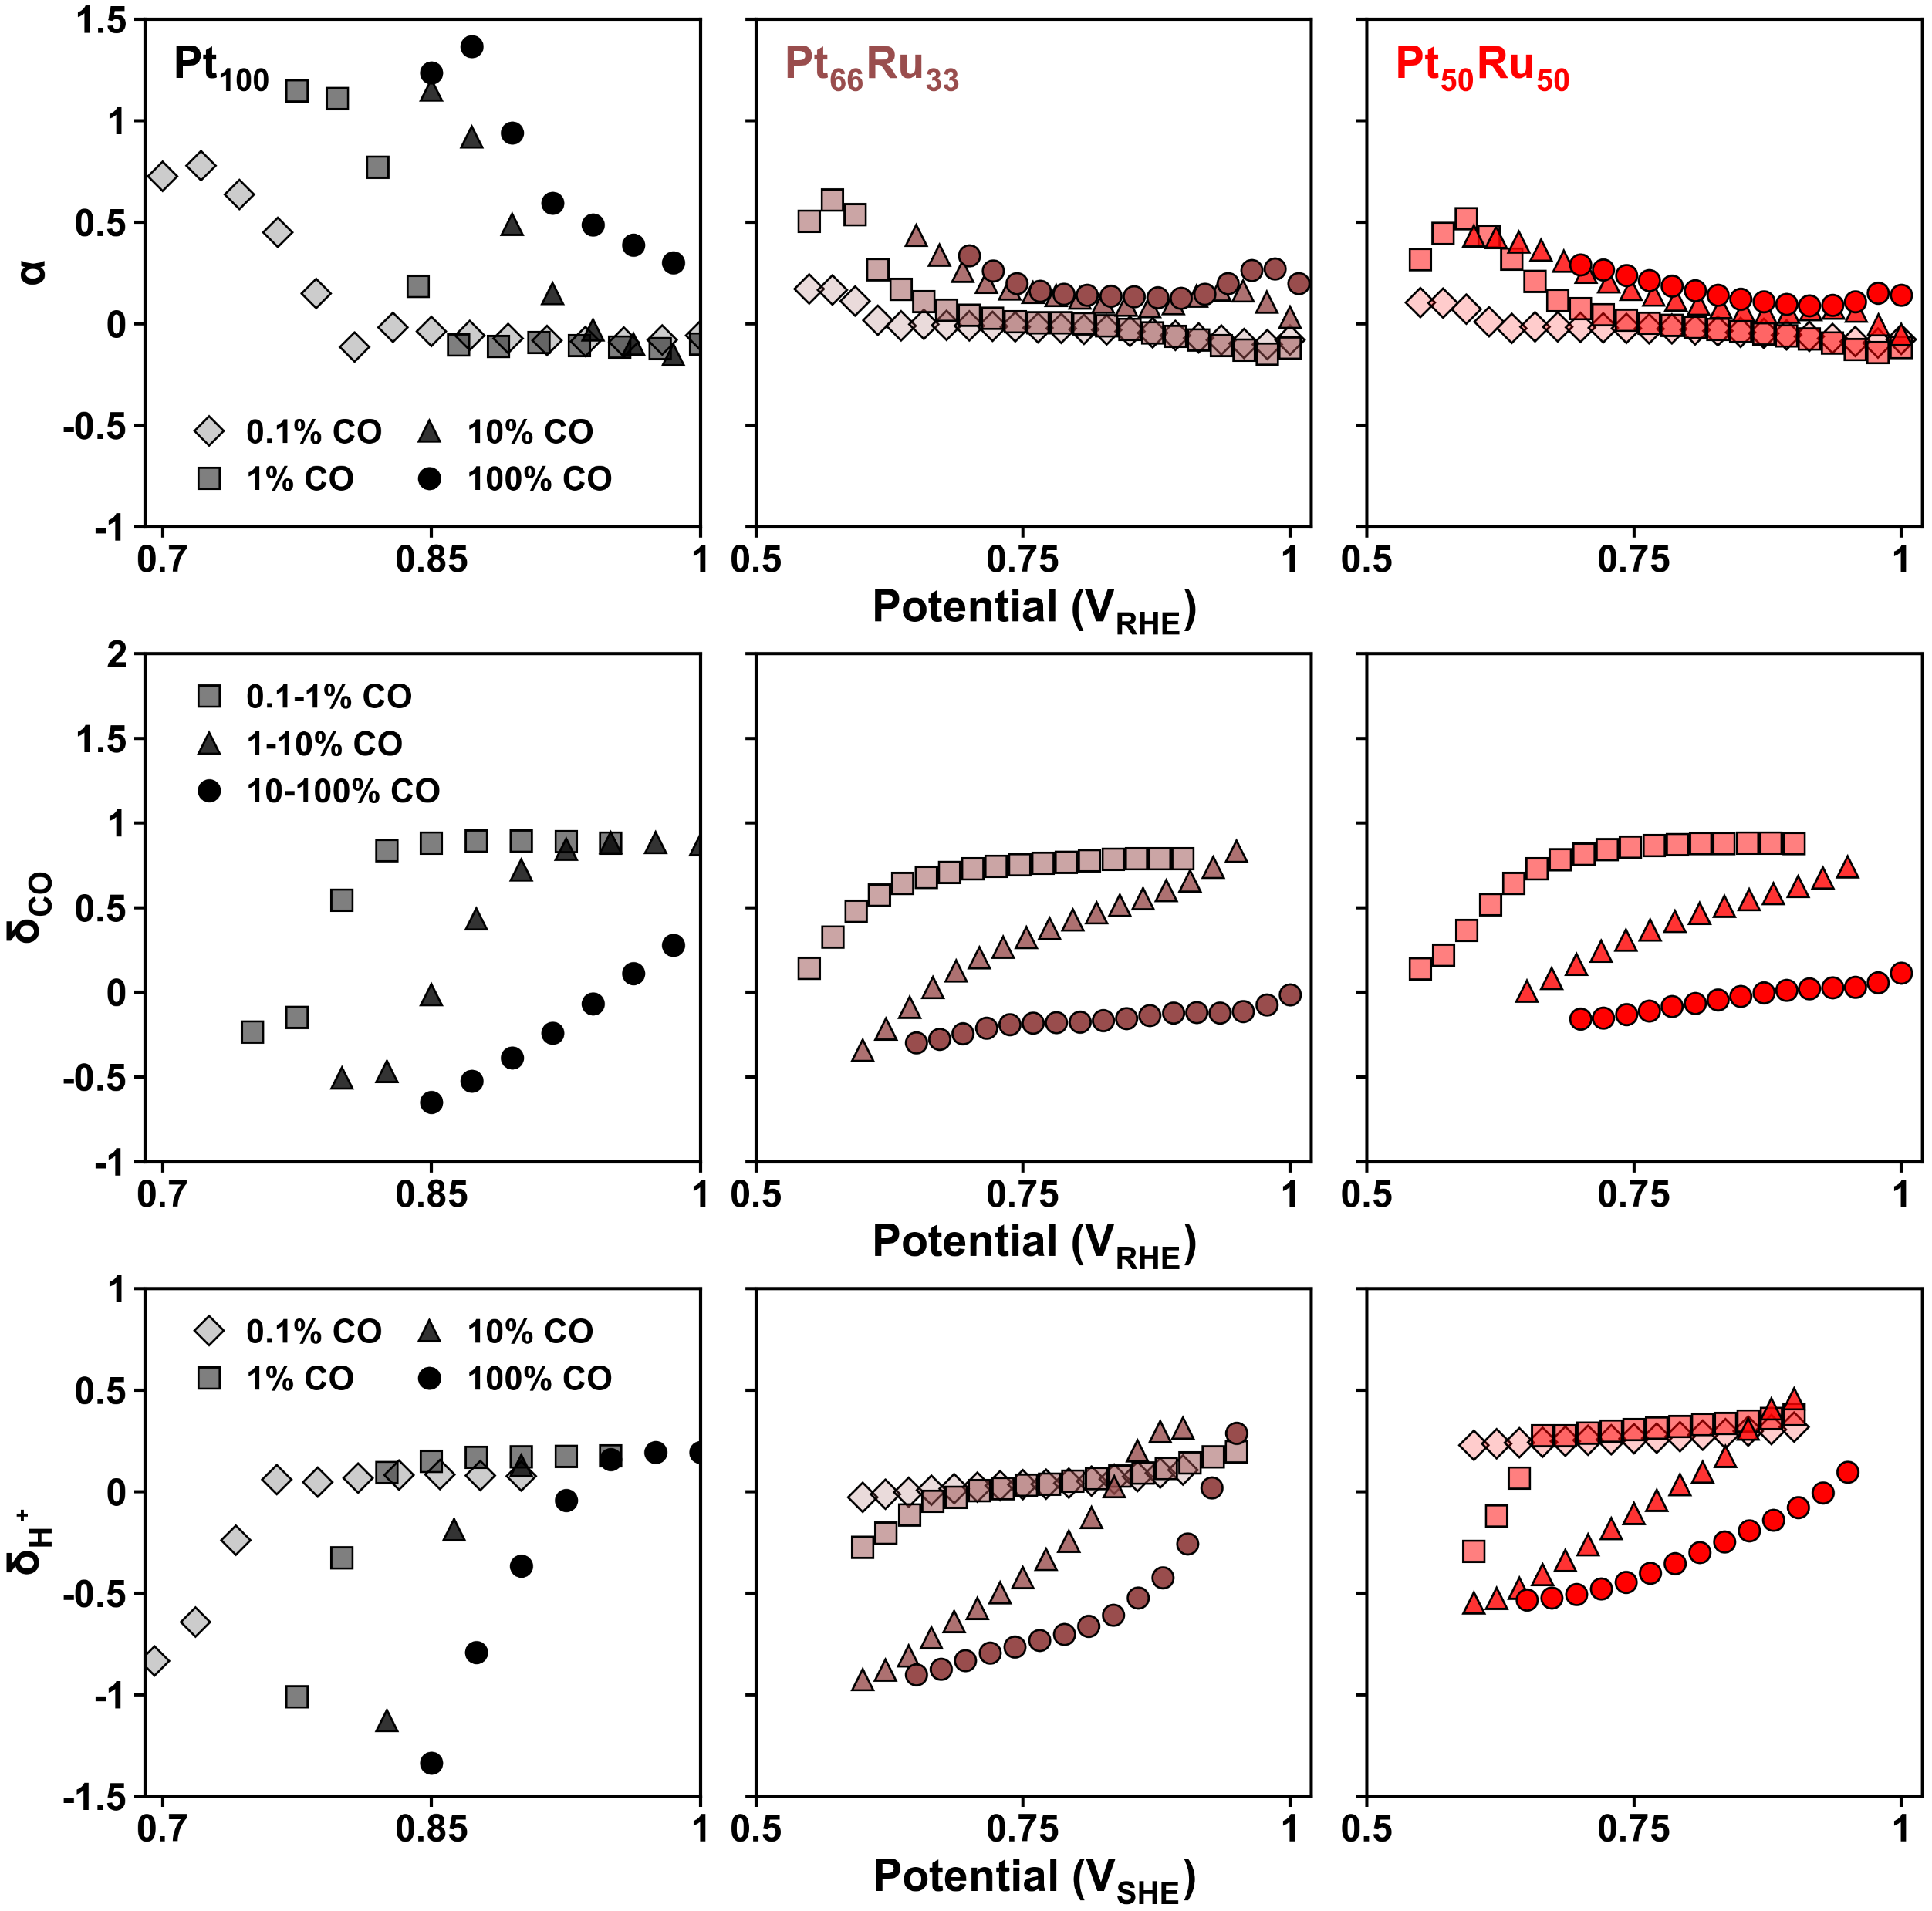 1.5
1
0.5
0
-0.5
-1
α
Pt100
0.1% CO
10% CO
1% CO
100% CO
0.7
0.85
1
Pt66Ru33
0.5
0.75
1
Pt50Ru50
0.5
0.75
1
Potential (VRHE)
2
1.5
1
0.5
0
-0.5
-1
δCO
0.1-1% CO
1-10% CO
10-100% CO
0.7
0.85
1
0.5
0.75
1
0.5
0.75
1
Potential (VRHE)
1
0.5
0
-0.5
-1
-1.5
δH+
0.1% CO
10% CO
1% CO
100% CO
0.7
0.85
1
0.5
0.75
1
0.5
0.75
1
Potential (VSHE)